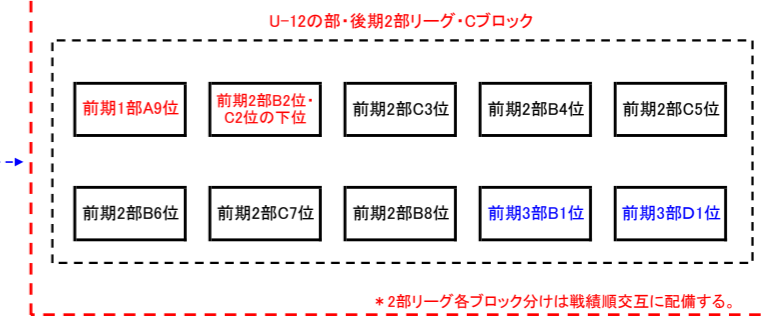 U-12の部・後期2部リーグ・Cブロック
前期1部A9位
前期2部B2位・
C2位の下位
前期2部C3位
前期2部B4位
前期2部C5位
前期2部B6位
前期2部C7位
前期2部B8位
前期3部B1位
前期3部D1位
＊2部リーグ各ブロック分けは戦績順交互に配備する。